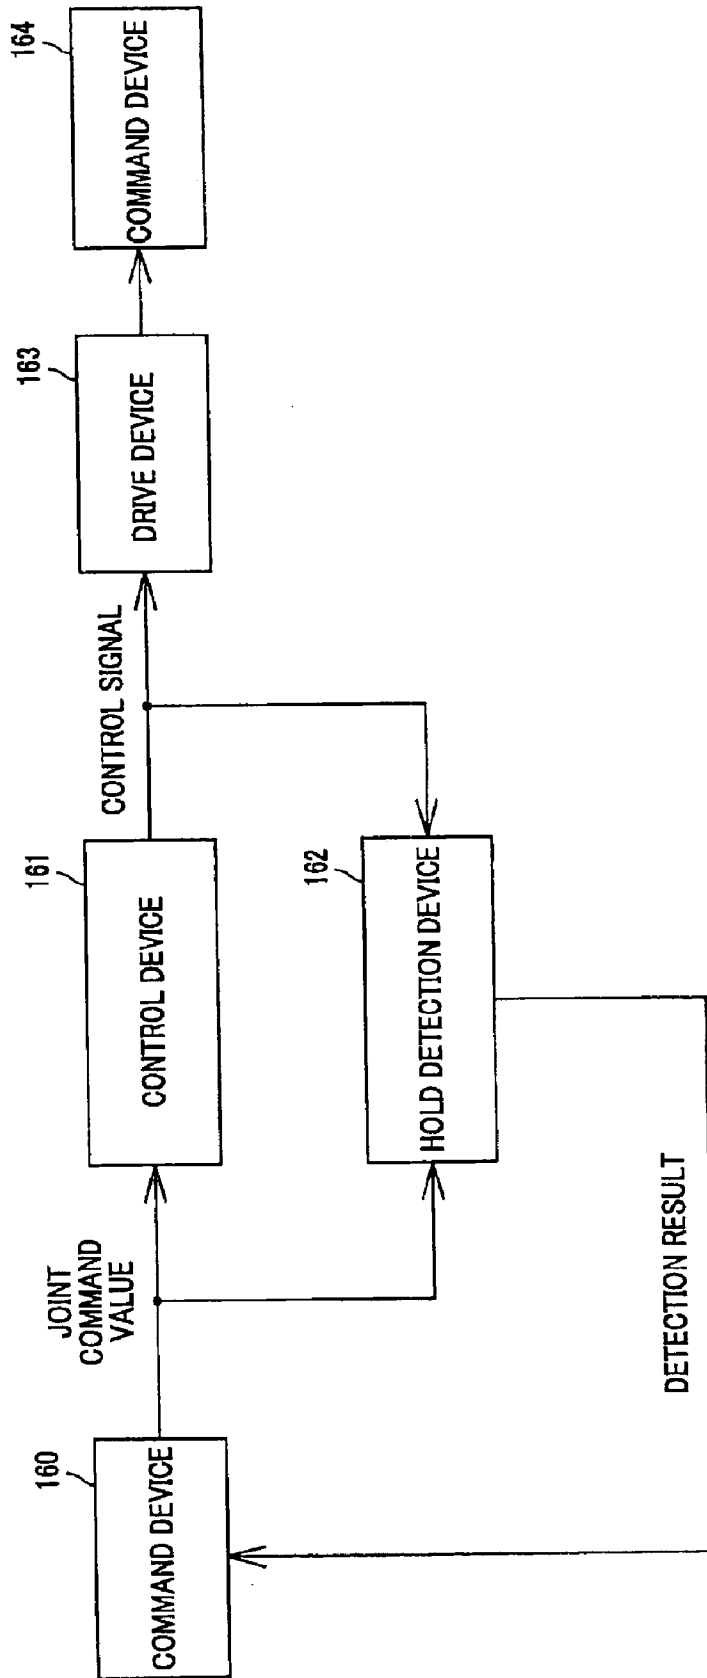 160
COMMAND DEVICE
JOINT
COMMAND
VALUE
161
CONTROL DEVICE
CONTROL SIGNAL
163
DRIVE DEVICE
164
COMMAND DEVICE
162
HOLD DETECTION DEVICE
DETECTION RESULT